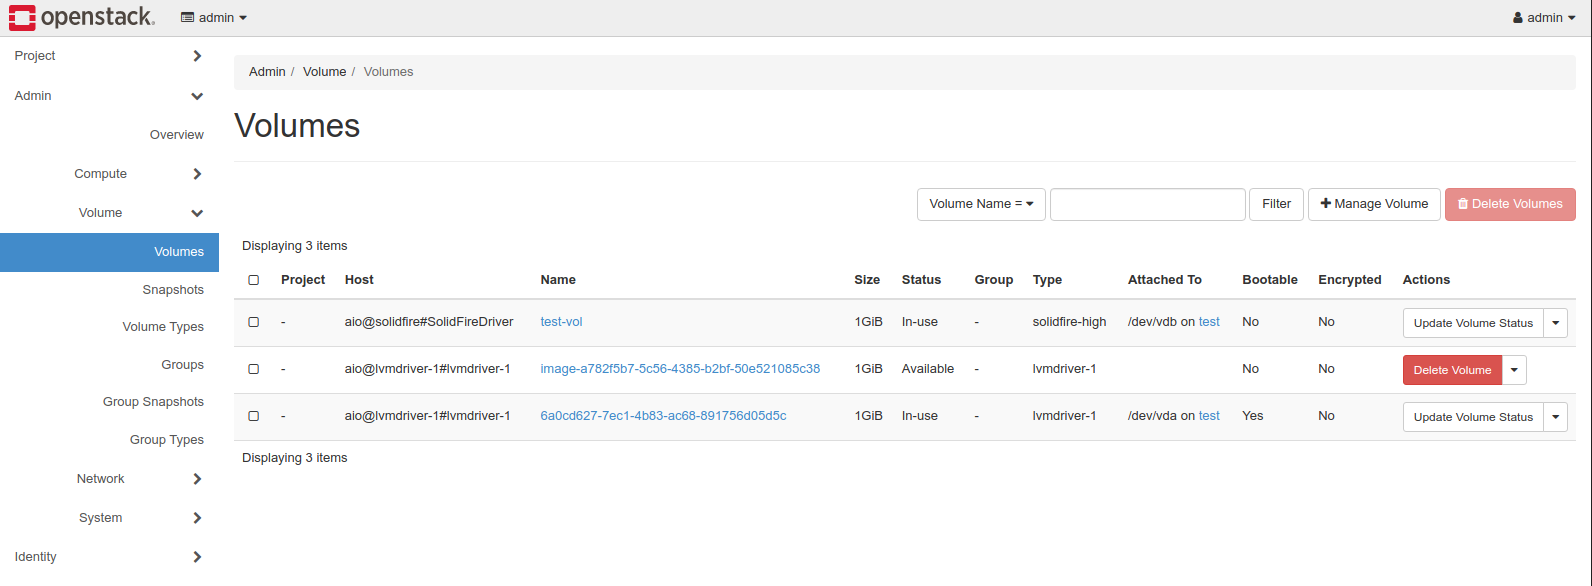 openstack. admin admin
Project
Admin / Volume / Volumes
Admin
Volumes
Overview
Compute
Volume
Volume Name = Filter Manage Volume Delete Volumes
Volumes
Displaying 3 items
Project Host Name Size Status Group Type Attached To Bootable Encrypted Actions
Snapshots
- aio@solidfire#SolidFireDriver test-vol 1GiB In-use - solidfire-high /dev/vdb on test No No Update Volume Status
Volume Types
Groups
- aio@lvmdriver-1#lvmdriver-1 image-a782f5b7-5c56-4385-b2bf-50e521085c38 1GiB Available - lvmdriver-1 No No Delete Volume
Group Snapshots
- aio@lvmdriver-1#lvmdriver-1 6a0cd627-7ec1-4b83-ac68-891756d05d5c 1GiB In-use - lvmdriver-1 /dev/vda on test Yes No Update Volume Status
Group Types
Displaying 3 items
Network
System
Identity